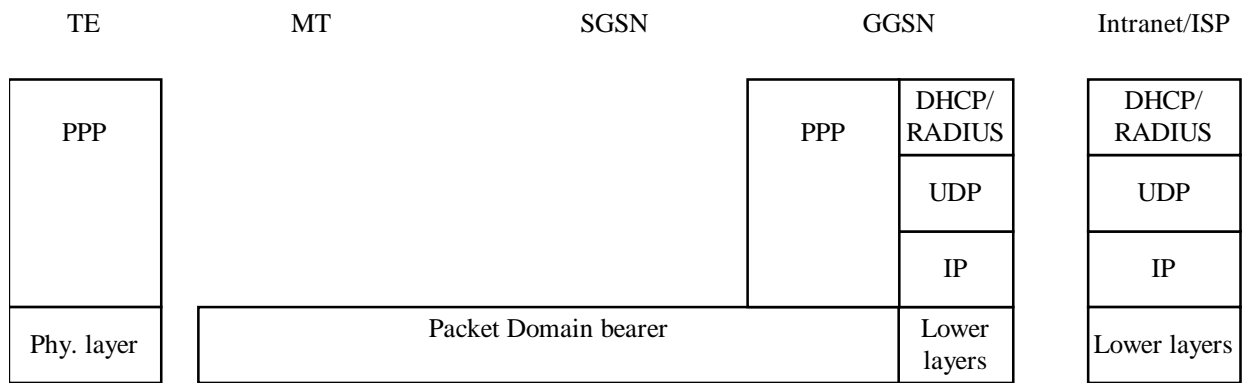 TE MT SGSN GGSN Intranet/ISP
PPP
PPP
DHCP/
RADIUS
UDP
IP
DHCP/
RADIUS
UDP
IP
Phy. layer
Packet Domain bearer
Lower
layers
Lower layers